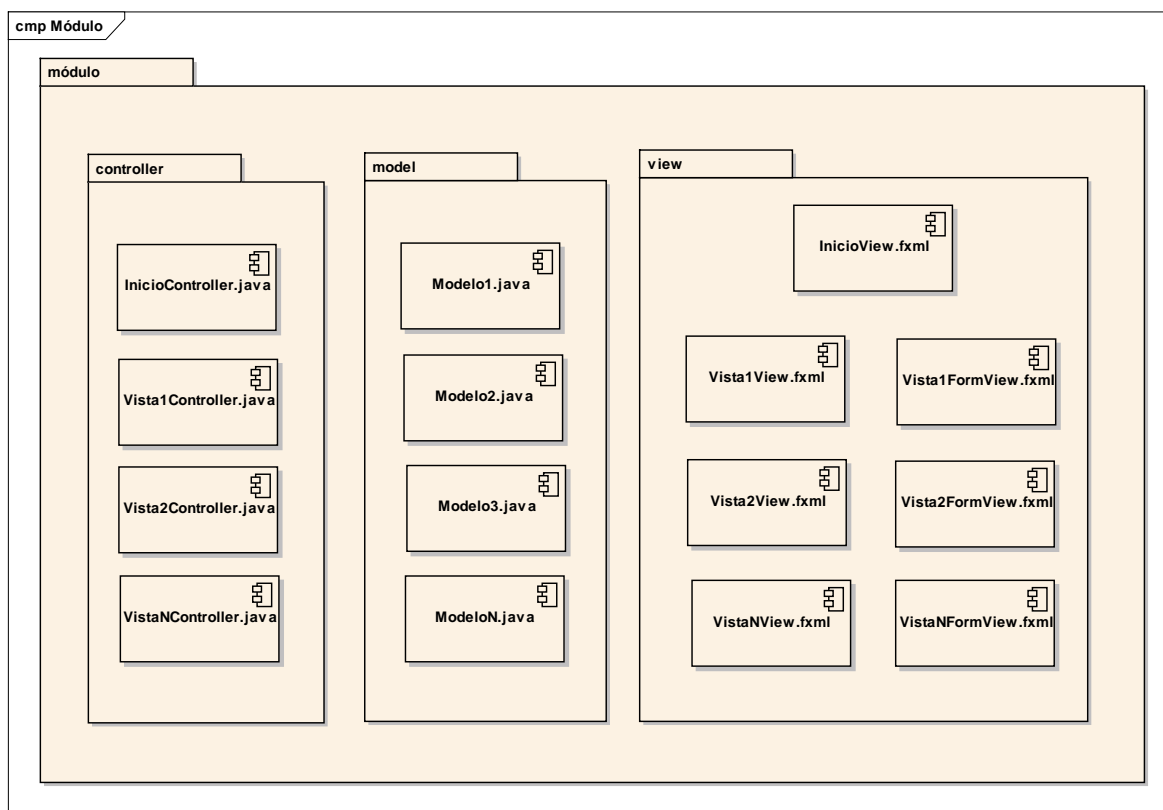 cmp Módulo
módulo
controller
InicioController.java
Vista1Controller.java
Vista2Controller.java
VistaNController.java
model
Modelo1.java
Modelo2.java
Modelo3.java
ModeloN.java
view
InicioView.fxml
Vista1View.fxml
Vista1FormView.fxml
Vista2View.fxml
Vista2FormView.fxml
VistaNView.fxml
VistaNFormView.fxml